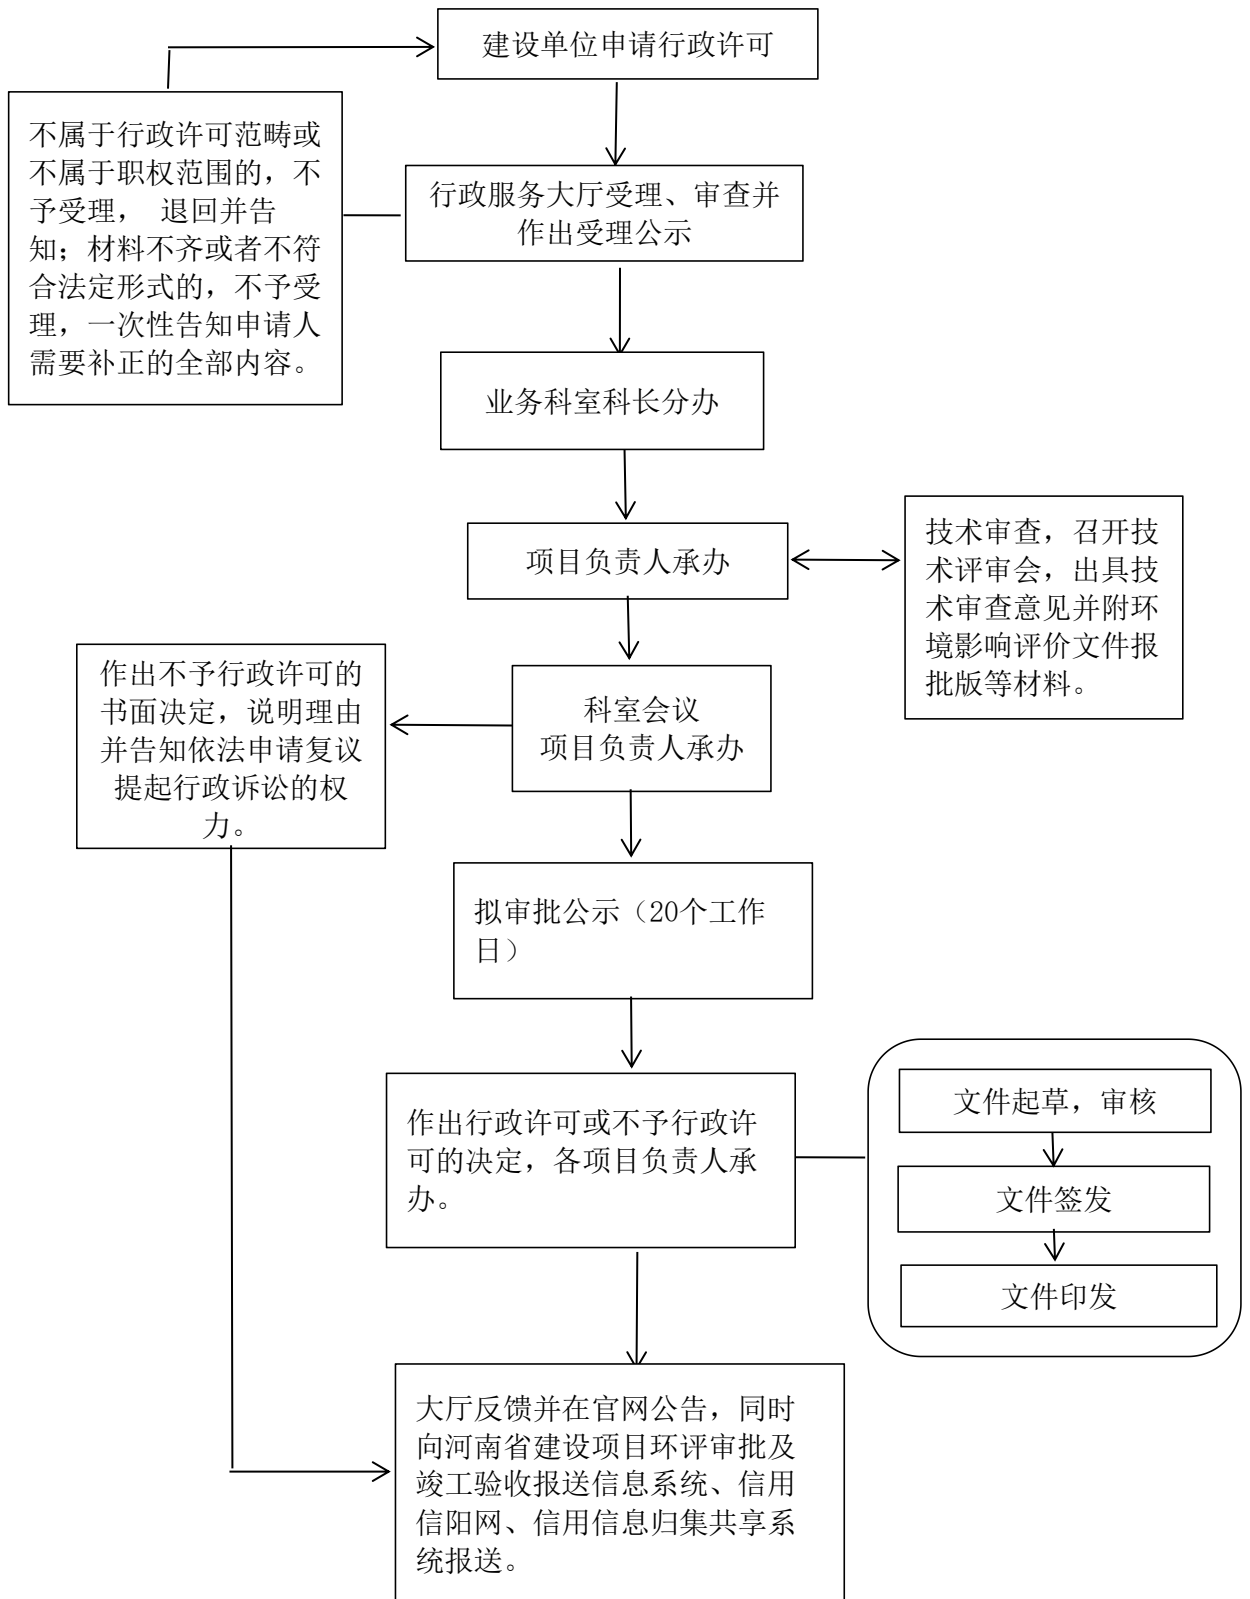 建设单位申请行政许可
不属于行政许可范畴或
不属于职权范围的，不
予受理， 退回并告
知；材料不齐或者不符
合法定形式的，不予受
理，一次性告知申请人
需要补正的全部内容。
行政服务大厅受理、审查并
作出受理公示
业务科室科长分办
项目负责人承办
技术审查，召开技
术评审会，出具技
术审查意见并附环
境影响评价文件报
批版等材料。
作出不予行政许可的
书面决定，说明理由
并告知依法申请复议
提起行政诉讼的权
力。
科室会议
项目负责人承办
拟审批公示（20个工作
日）
作出行政许可或不予行政许
可的决定，各项目负责人承
办。
文件起草，审核
文件签发
文件印发
大厅反馈并在官网公告，同时
向河南省建设项目环评审批及
竣工验收报送信息系统、信用
信阳网、信用信息归集共享系
统报送。